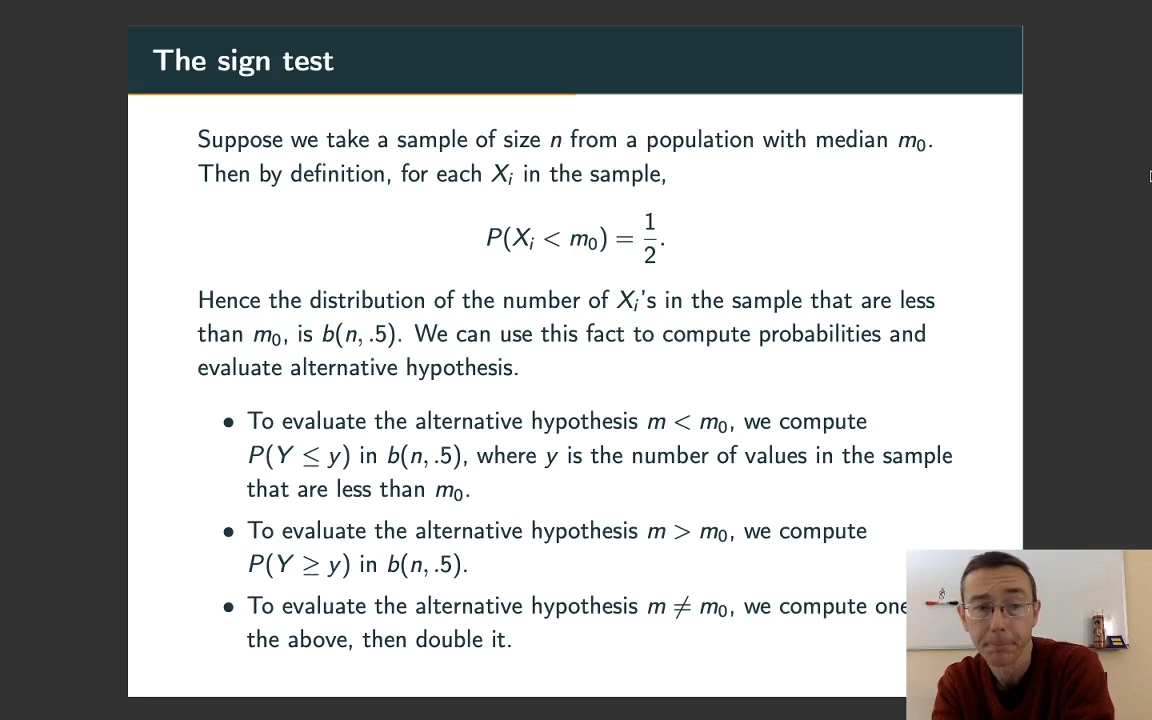 The sign test
Suppose we take a sample of size n from a population with median m₀.
Then by definition, for each Xᵢ in the sample,
P(Xᵢ < m₀) = 1/2.
Hence the distribution of the number of Xᵢ's in the sample that are less
than m₀, is b(n, .5). We can use this fact to compute probabilities and
evaluate alternative hypothesis.
• To evaluate the alternative hypothesis m < m₀, we compute
P(Y ≤ y) in b(n, .5), where y is the number of values in the sample
that are less than m₀.
• To evaluate the alternative hypothesis m > m₀, we compute
P(Y ≥ y) in b(n, .5).
• To evaluate the alternative hypothesis m ≠ m₀, we compute one
the above, then double it.